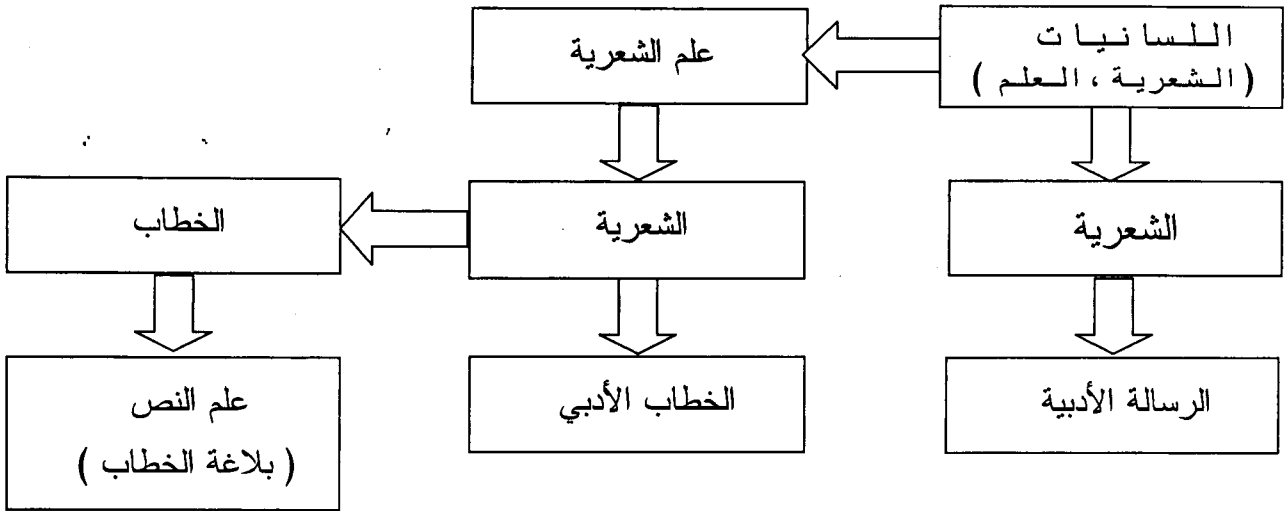 اللسانيات
( الشعرية ، العلم )
علم الشعرية
الشعرية
الشعرية
الخطاب
الرسالة الأدبية
الخطاب الأدبي
علم النص
( بلاغة الخطاب )